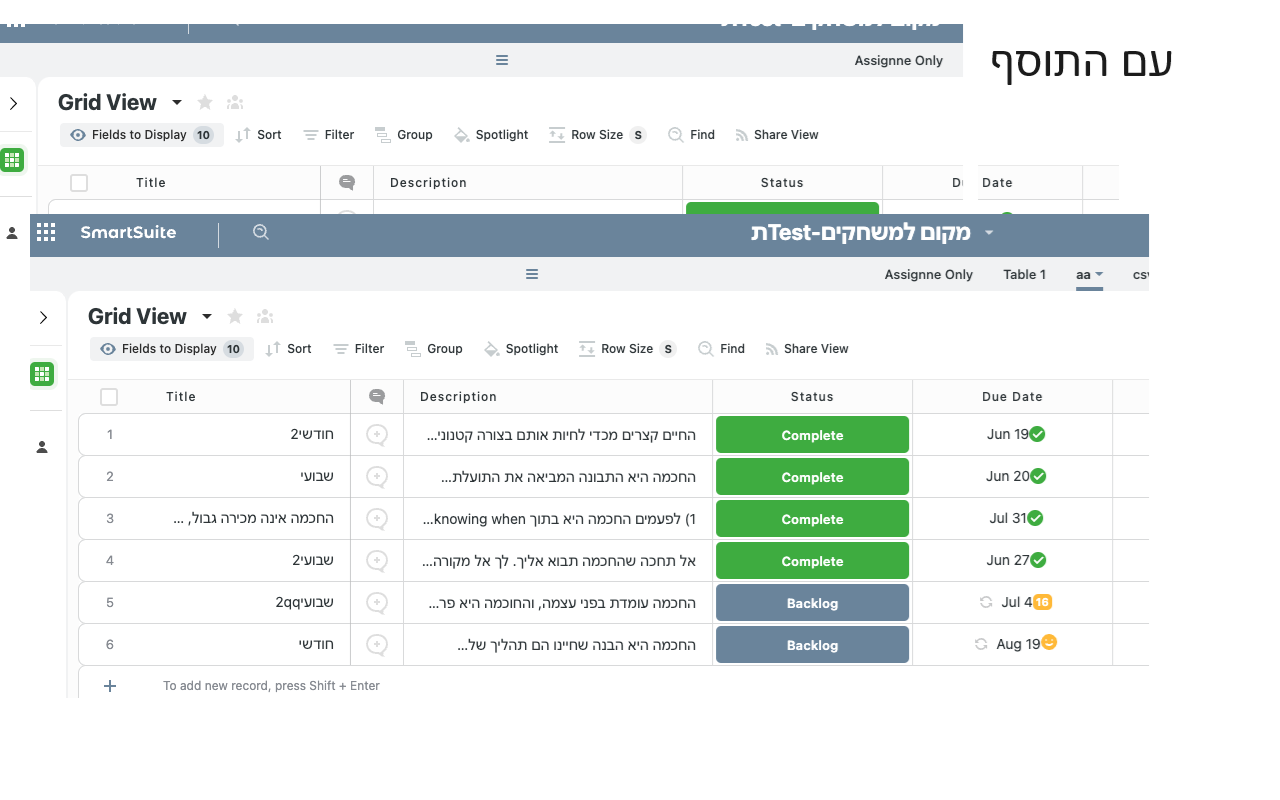 מקום למשחקים-Testת
Assignne Only
עם התוסף
Grid View
Fields to Display 10 Sort Filter Group Spotlight Row Size S Find Share View
Title Description Status Du Date
SmartSuite מקום למשחקים-Testת
Assignne Only Table 1 aa csv
Grid View
Fields to Display 10 Sort Filter Group Spotlight Row Size S Find Share View
Title Description Status Due Date
1 חודשי2 החיים קצרים מכדי לחיות אותם בצורה קטנוני... Complete Jun 19
2 שבועי החכמה היא התבונה המביאה את התועלת... Complete Jun 20
3 החכמה אינה מכירה גבול, ... 1) לפעמים החכמה היא בתוך knowing when... Complete Jul 31
4 שבועי2 אל תחכה שהחכמה תבוא אליך. לך אל מקורה... Complete Jun 27
5 שבועי2qq החכמה עומדת בפני עצמה, והחוכמה היא פר... Backlog Jul 4 16
6 חודשי החכמה היא הבנה שחיינו הם תהליך של... Backlog Aug 19
To add new record, press Shift + Enter